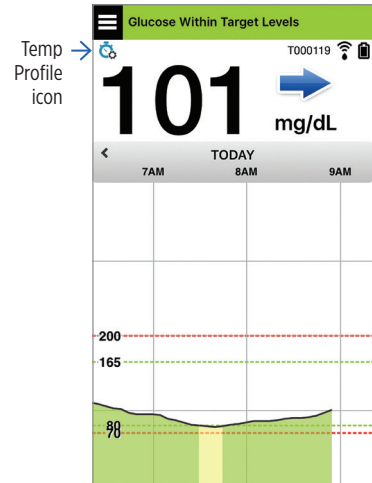 Glucose Within Target Levels
Temp
Profile
icon
T000119
101
mg/dL
TODAY
7AM 8AM 9AM
200
165
80
70